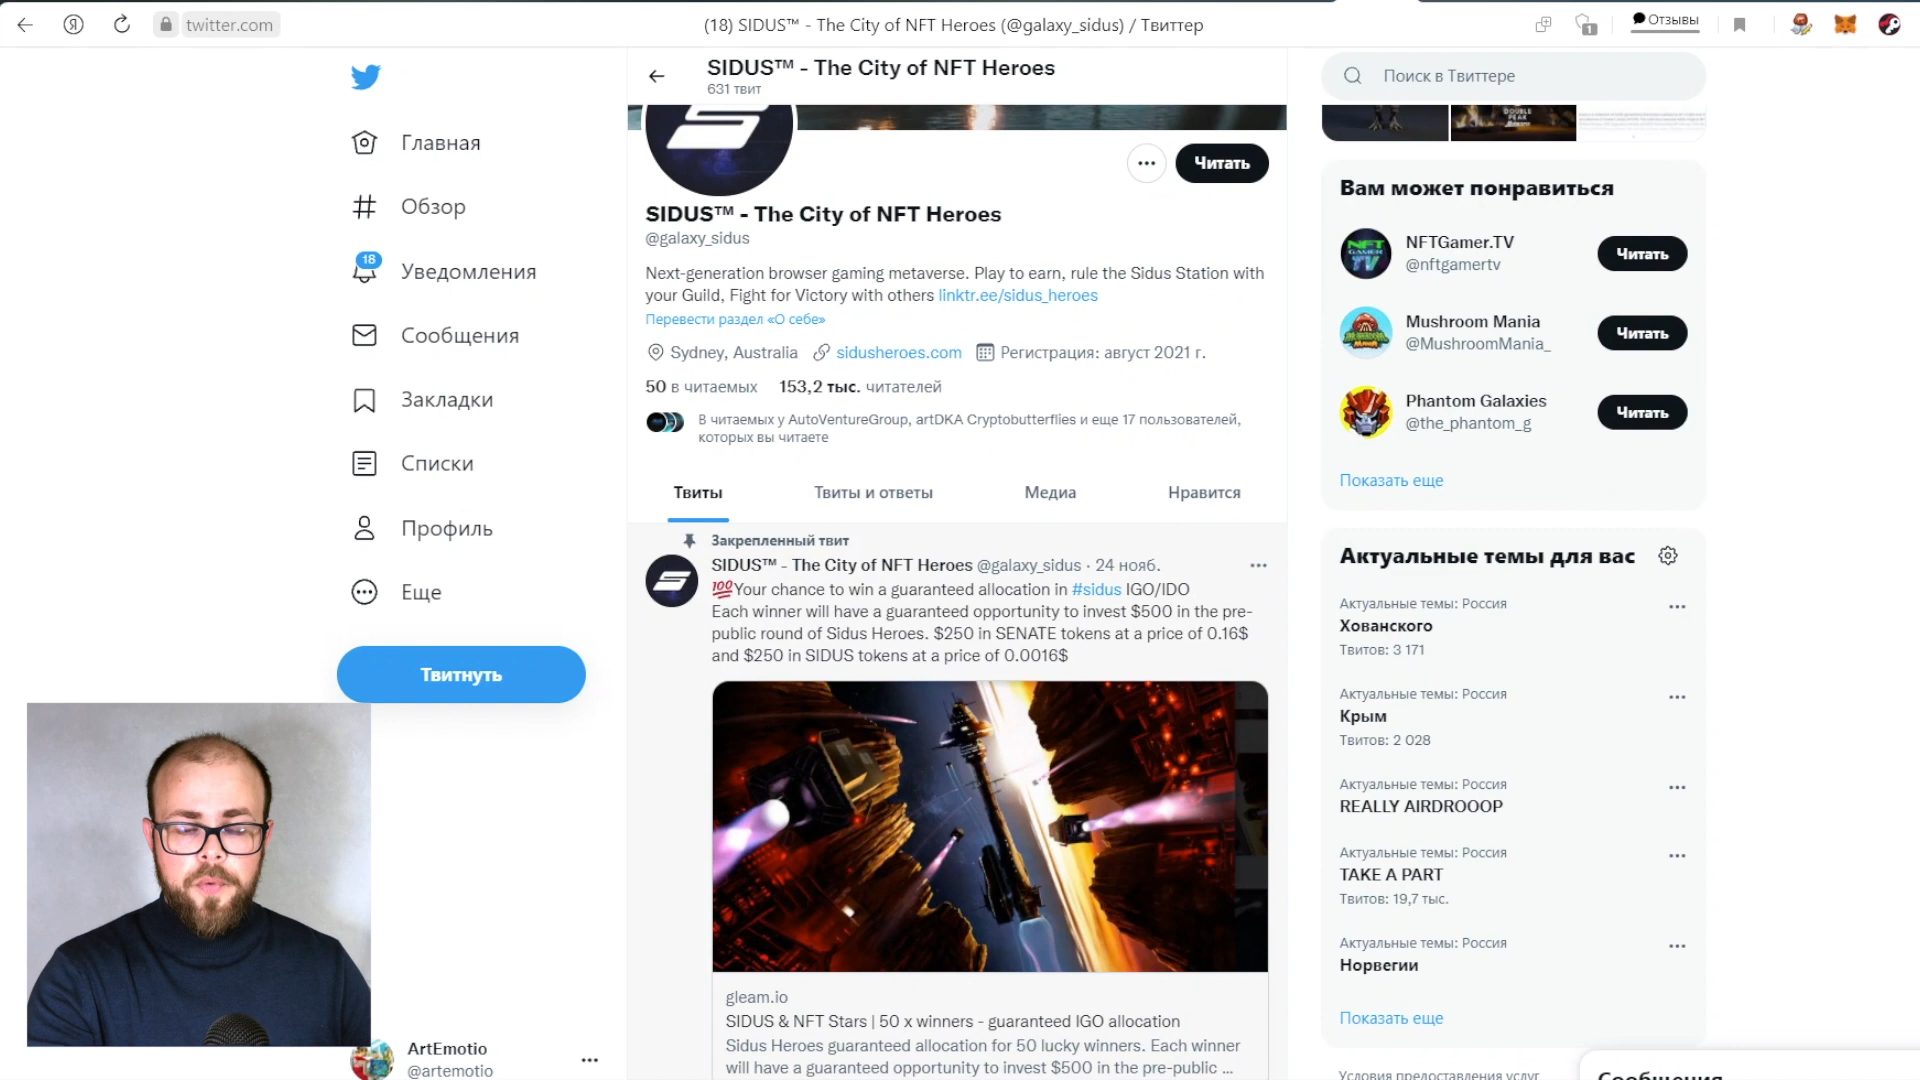 twitter.com
(18) SIDUS™ - The City of NFT Heroes (@galaxy_sidus) / Твиттер
1
Отзывы
SIDUS™ - The City of NFT Heroes
631 твит
Поиск в Твиттере
DOUBLE
PEAK
Главная
Обзор
18
Уведомления
Сообщения
Закладки
Списки
Профиль
Еще
Твитнуть
ArtEmotio
@artemotio
Читать
SIDUS™ - The City of NFT Heroes
@galaxy_sidus
Next-generation browser gaming metaverse. Play to earn, rule the Sidus Station with
your Guild, Fight for Victory with others linktr.ee/sidus_heroes
Перевести раздел «О себе»
Sydney, Australia sidusheroes.com Регистрация: август 2021 г.
50 в читаемых 153,2 тыс. читателей
В читаемых у AutoVentureGroup, artDKA Cryptobutterflies и еще 17 пользователей,
которых вы читаете
Твиты Твиты и ответы Медиа Нравится
Закрепленный твит
SIDUS™ - The City of NFT Heroes @galaxy_sidus · 24 нояб.
💯Your chance to win a guaranteed allocation in #sidus IGO/IDO
Each winner will have a guaranteed opportunity to invest $500 in the pre-
public round of Sidus Heroes. $250 in SENATE tokens at a price of 0.16$
and $250 in SIDUS tokens at a price of 0.0016$
gleam.io
SIDUS & NFT Stars | 50 x winners - guaranteed IGO allocation
Sidus Heroes guaranteed allocation for 50 lucky winners. Each winner
will have a guaranteed opportunity to invest $500 in the pre-public ...
Вам может понравиться
NFT
GAMER
TV
NFTGamer.TV
@nftgamertv
Читать
Mushroom Mania
@MushroomMania_
Читать
Phantom Galaxies
@the_phantom_g
Читать
Показать еще
Актуальные темы для вас
Актуальные темы: Россия
Хованского
Твитов: 3 171
Актуальные темы: Россия
Крым
Твитов: 2 028
Актуальные темы: Россия
REALLY AIRDROOOP
Актуальные темы: Россия
TAKE A PART
Твитов: 19,7 тыс.
Актуальные темы: Россия
Норвегии
Показать еще
Условия предоставления услуг
Сообщения